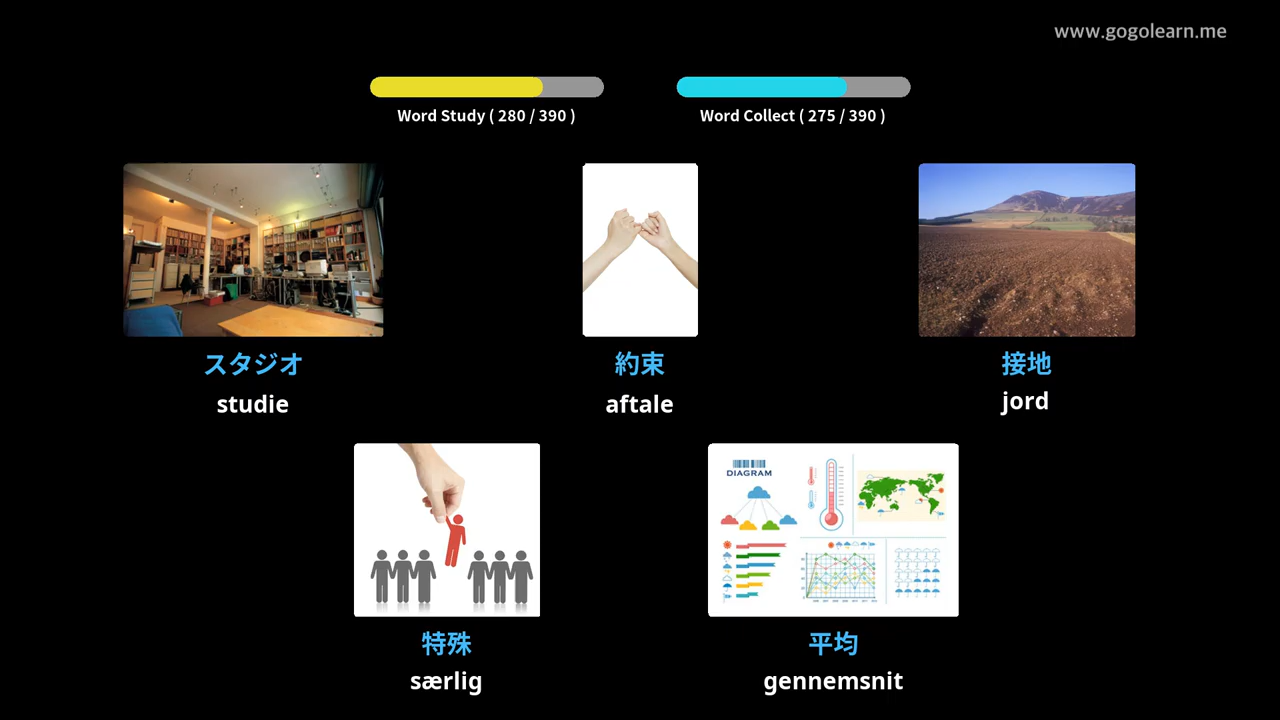 www.gogolearn.me
Word Study ( 280 / 390 )
Word Collect ( 275 / 390 )
スタジオ
studie
約束
aftale
接地
jord
DIAGRAM
特殊
særlig
平均
gennemsnit